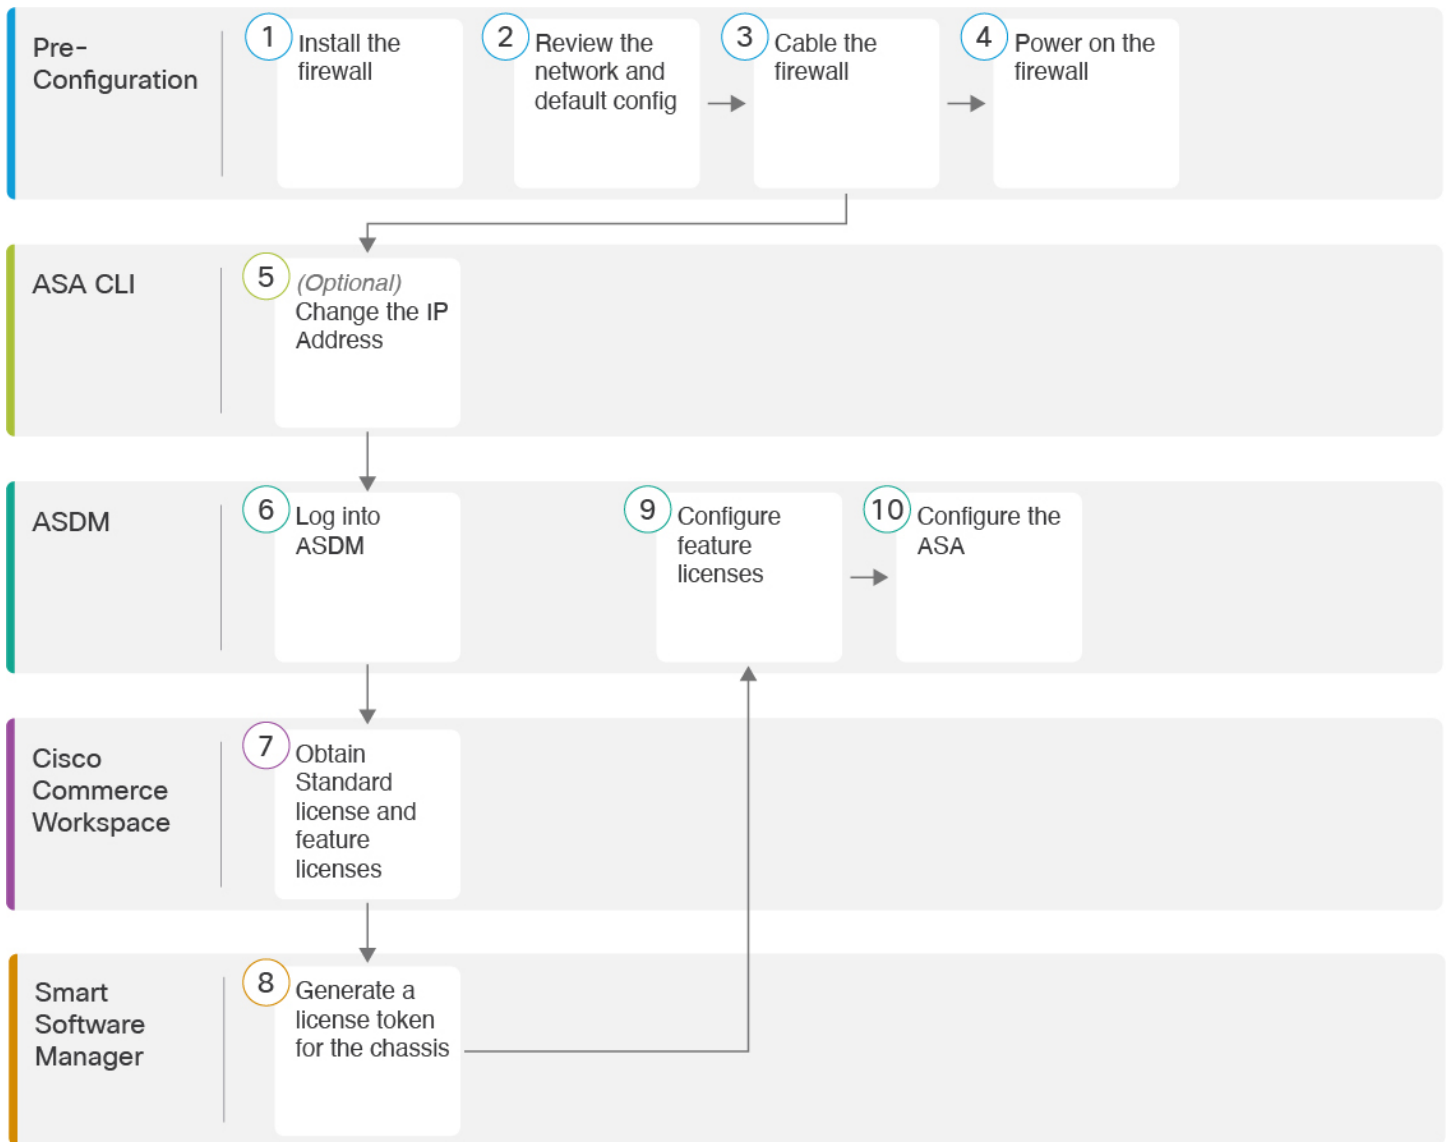 Pre-
Configuration
1
Install the
firewall
2
Review the
network and
default config
3
Cable the
firewall
4
Power on the
firewall
ASA CLI
5
(Optional)
Change the IP
Address
ASDM
6
Log into
ASDM
9
Configure
feature
licenses
10
Configure the
ASA
Cisco
Commerce
Workspace
7
Obtain
Standard
license and
feature
licenses
Smart
Software
Manager
8
Generate a
license token
for the chassis